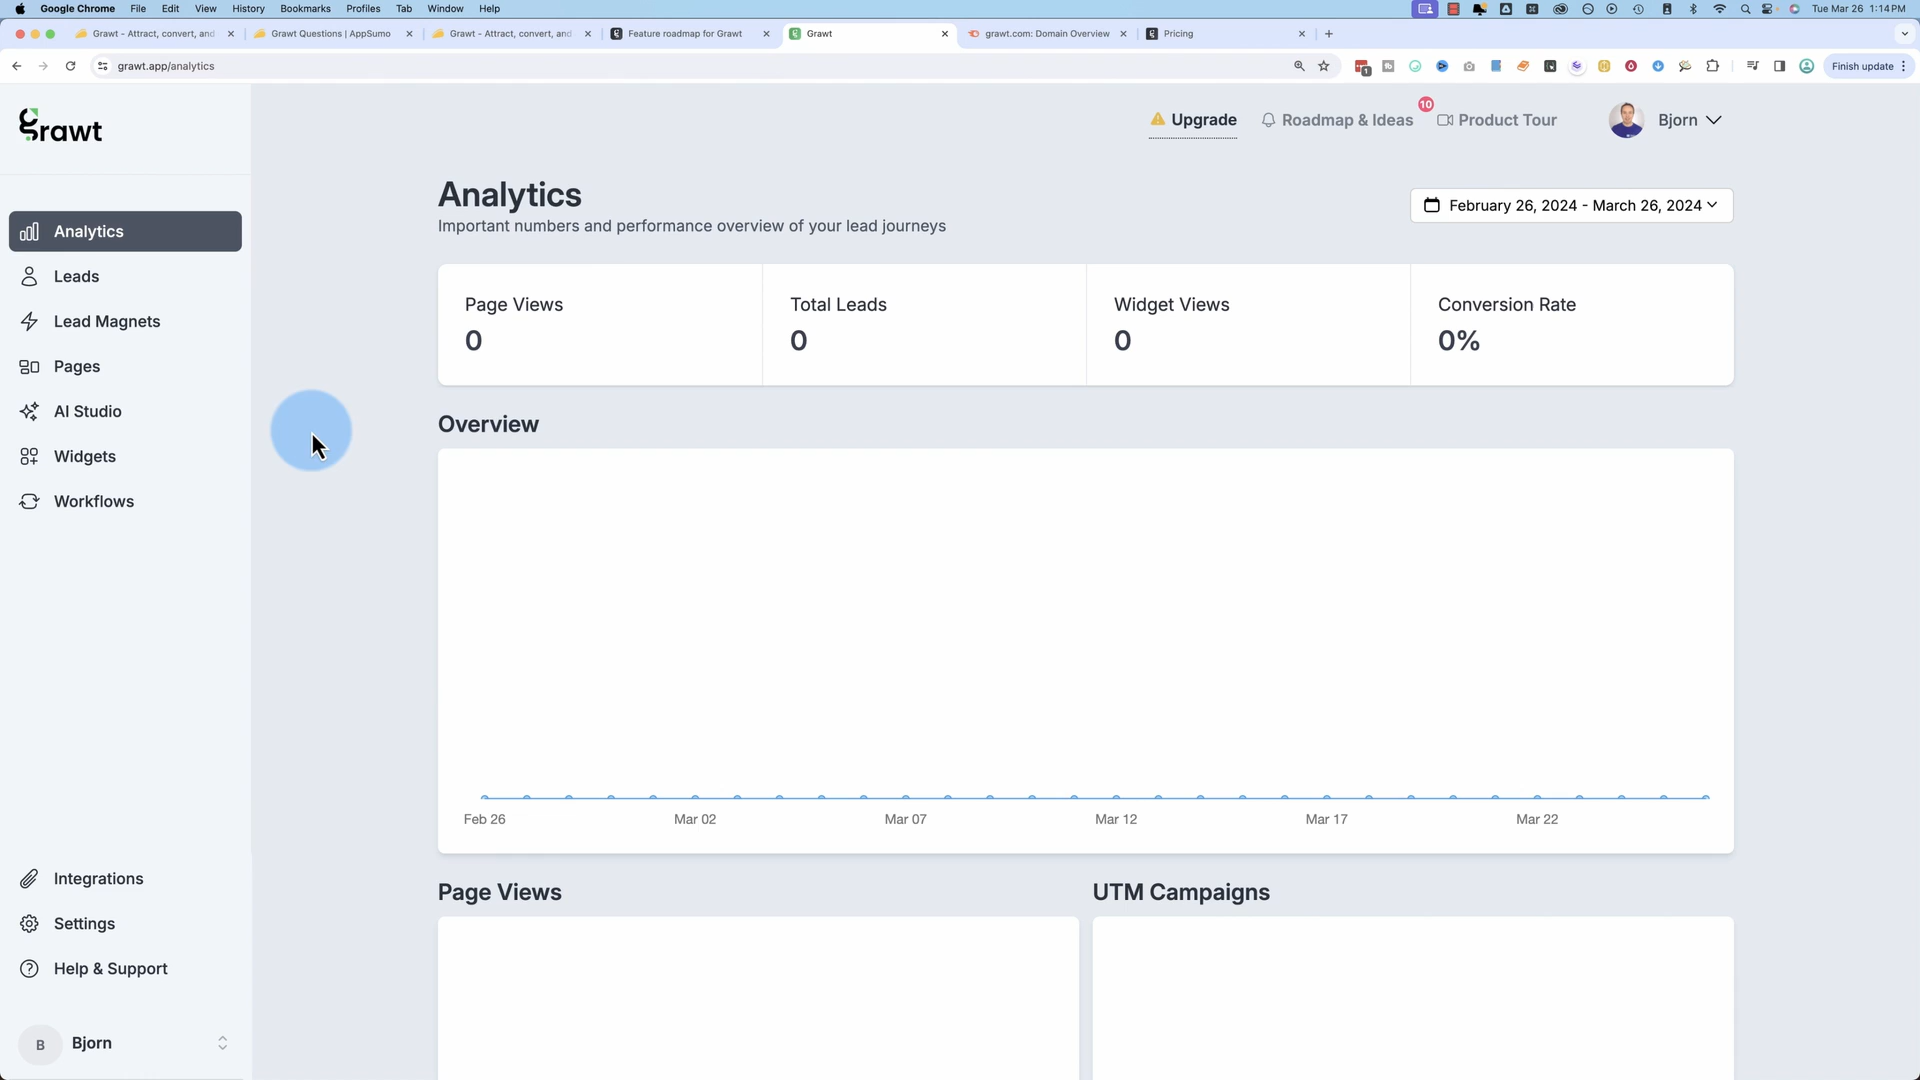 Google Chrome File Edit View History Bookmarks Profiles Tab Window Help Tue Mar 26 1:14 PM
Grawt - Attract, convert, and Grawt Questions | AppSumo Grawt - Attract, convert, and Feature roadmap for Grawt Grawt grawt.com: Domain Overview Pricing
grawt.app/analytics 1 Finish update
Grawt
Upgrade Roadmap & Ideas 10 Product Tour Bjorn
Analytics
Leads
Lead Magnets
Pages
AI Studio
Widgets
Workflows
Integrations
Settings
Help & Support
B Bjorn
Analytics
Important numbers and performance overview of your lead journeys
February 26, 2024 - March 26, 2024
Page Views Total Leads Widget Views Conversion Rate
0 0 0 0%
Overview
Feb 26 Mar 02 Mar 07 Mar 12 Mar 17 Mar 22
Page Views UTM Campaigns